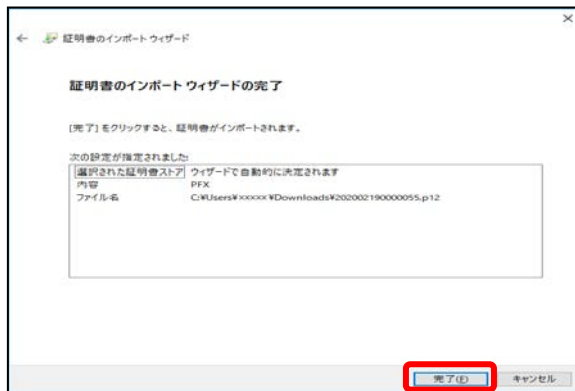 証明書のインポート ウィザード
証明書のインポート ウィザードの完了
[完了] をクリックすると、証明書がインポートされます。
次の設定が指定されました:
選択された証明書ストア ウィザードで自動的に決定されます
内容 PFX
ファイル名 C:¥Users¥xxxxx¥Downloads¥202002190000055.p12
完了(F) キャンセル